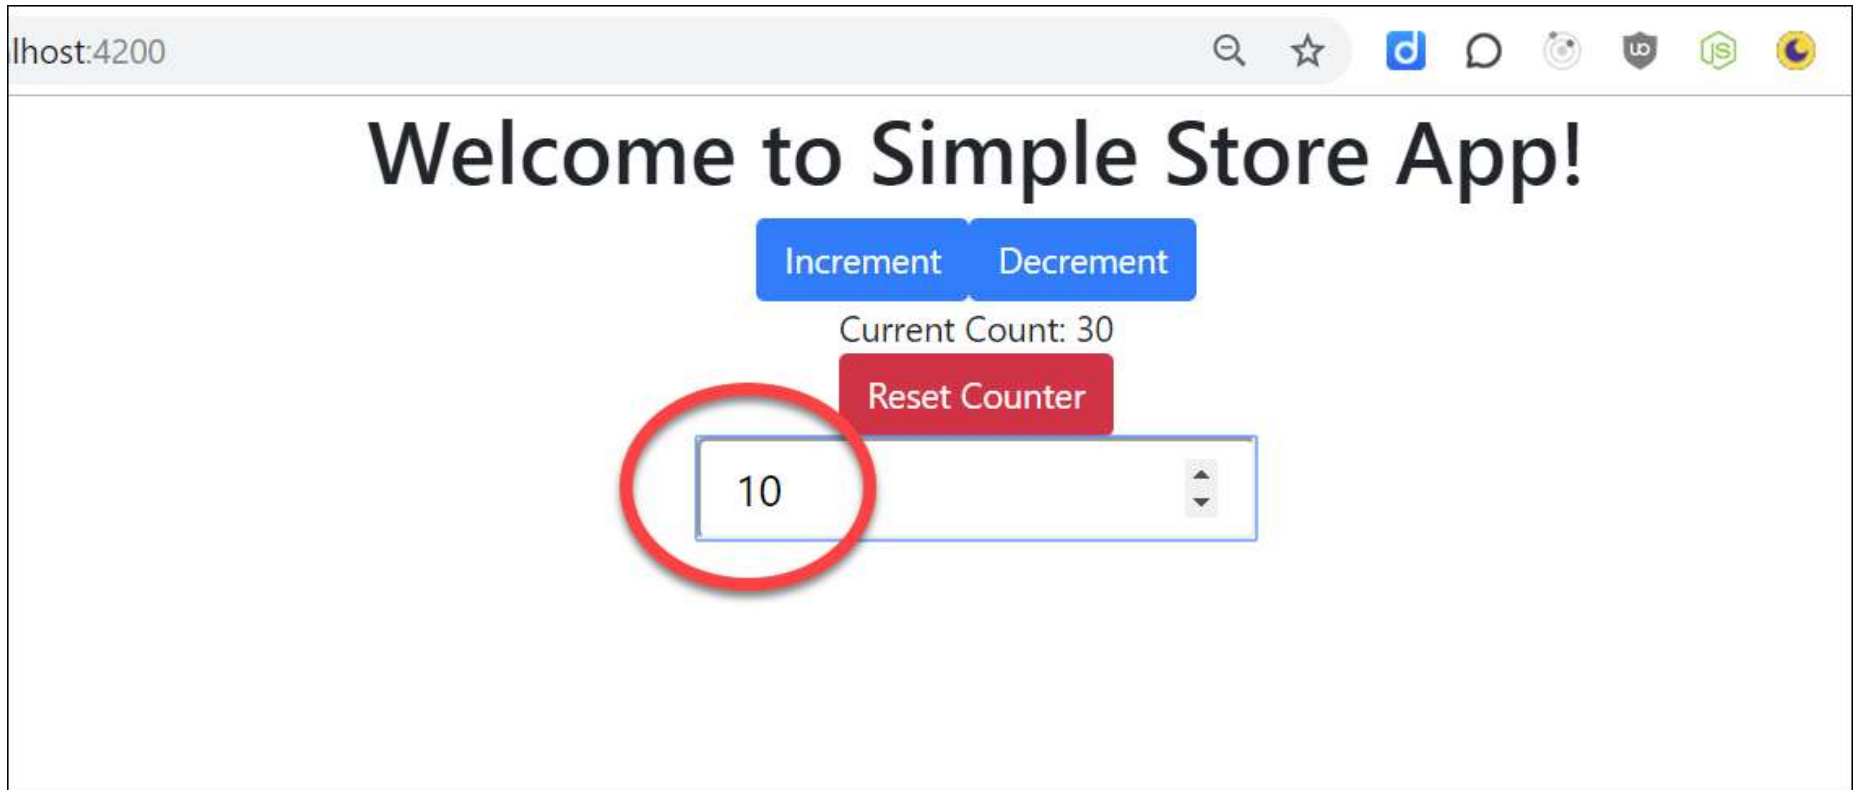 lhost:4200
Welcome to Simple Store App!
Increment Decrement
Current Count: 30
Reset Counter
10